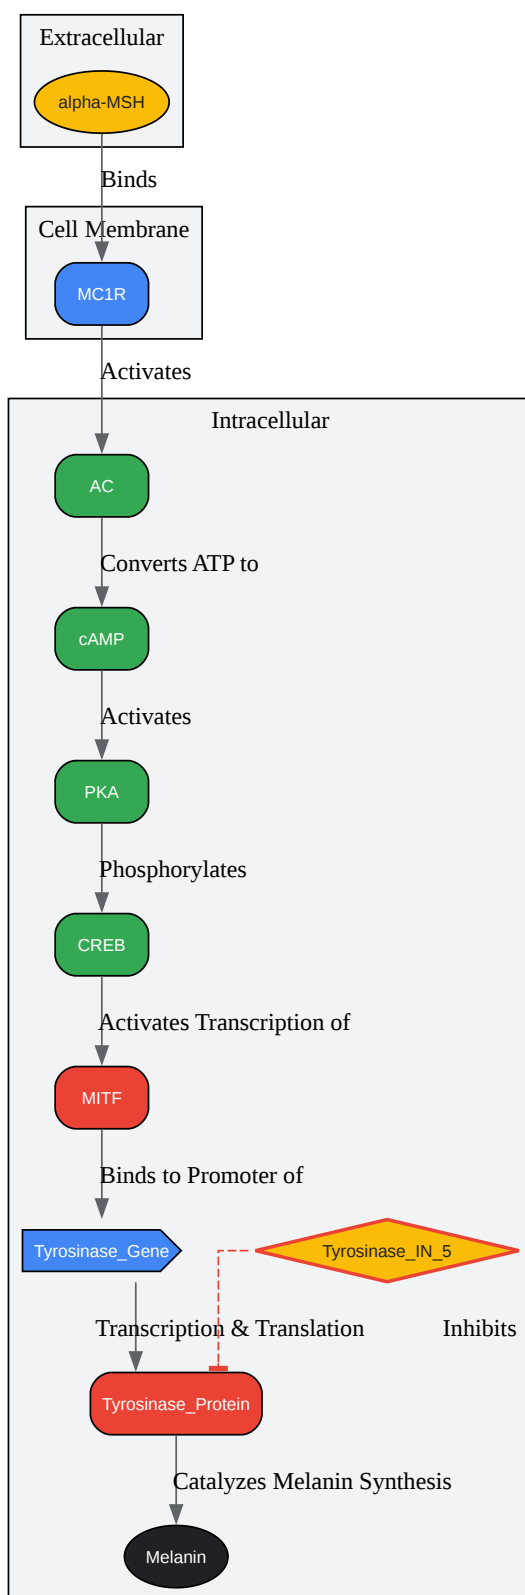 Extracellular
alpha-MSH
Binds
Cell Membrane
MC1R
Activates
Intracellular
AC
Converts ATP to
cAMP
Activates
PKA
Phosphorylates
CREB
Activates Transcription of
MITF
Binds to Promoter of
Tyrosinase_Gene
Tyrosinase_IN_5
Transcription & Translation
Inhibits
Tyrosinase_Protein
Catalyzes Melanin Synthesis
Melanin